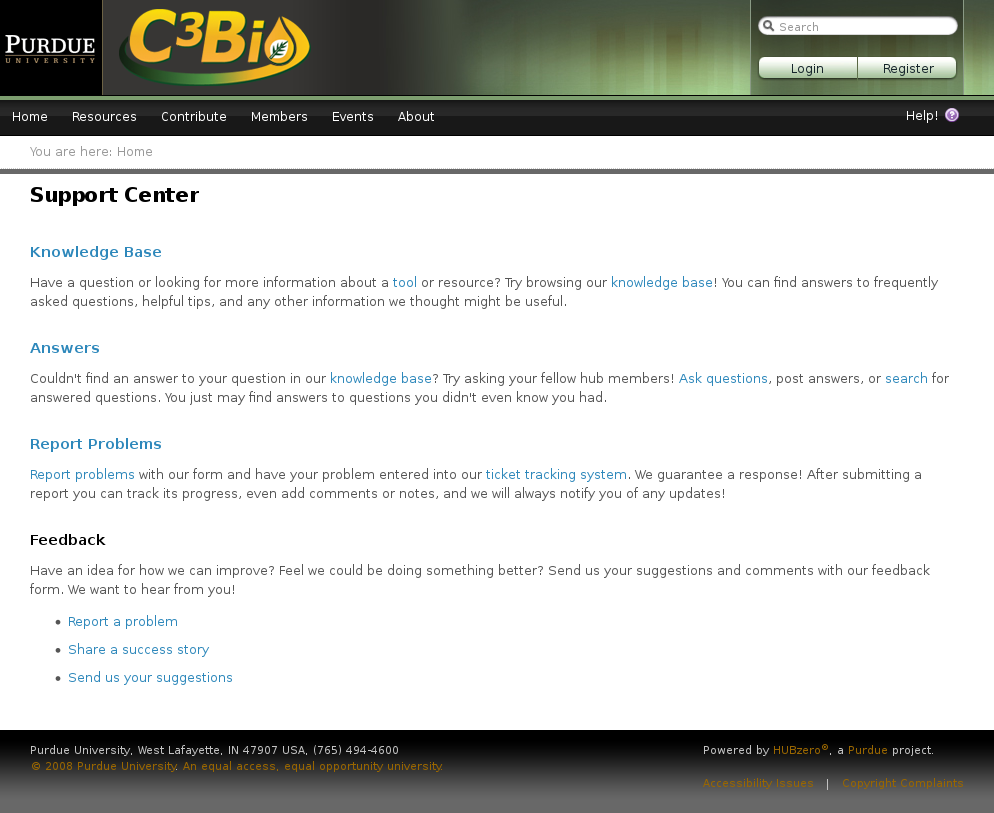 PURDUE
UNIVERSITY
C3Bio
Search
Login
Register
Home Resources Contribute Members Events About
Help! ?
You are here: Home
Support Center
Knowledge Base
Have a question or looking for more information about a tool or resource? Try browsing our knowledge base! You can find answers to frequently
asked questions, helpful tips, and any other information we thought might be useful.
Answers
Couldn't find an answer to your question in our knowledge base? Try asking your fellow hub members! Ask questions, post answers, or search for
answered questions. You just may find answers to questions you didn't even know you had.
Report Problems
Report problems with our form and have your problem entered into our ticket tracking system. We guarantee a response! After submitting a
report you can track its progress, even add comments or notes, and we will always notify you of any updates!
Feedback
Have an idea for how we can improve? Feel we could be doing something better? Send us your suggestions and comments with our feedback
form. We want to hear from you!
• Report a problem
• Share a success story
• Send us your suggestions
Purdue University, West Lafayette, IN 47907 USA, (765) 494-4600
© 2008 Purdue University. An equal access, equal opportunity university.
Powered by HUBzero®, a Purdue project.
Accessibility Issues | Copyright Complaints